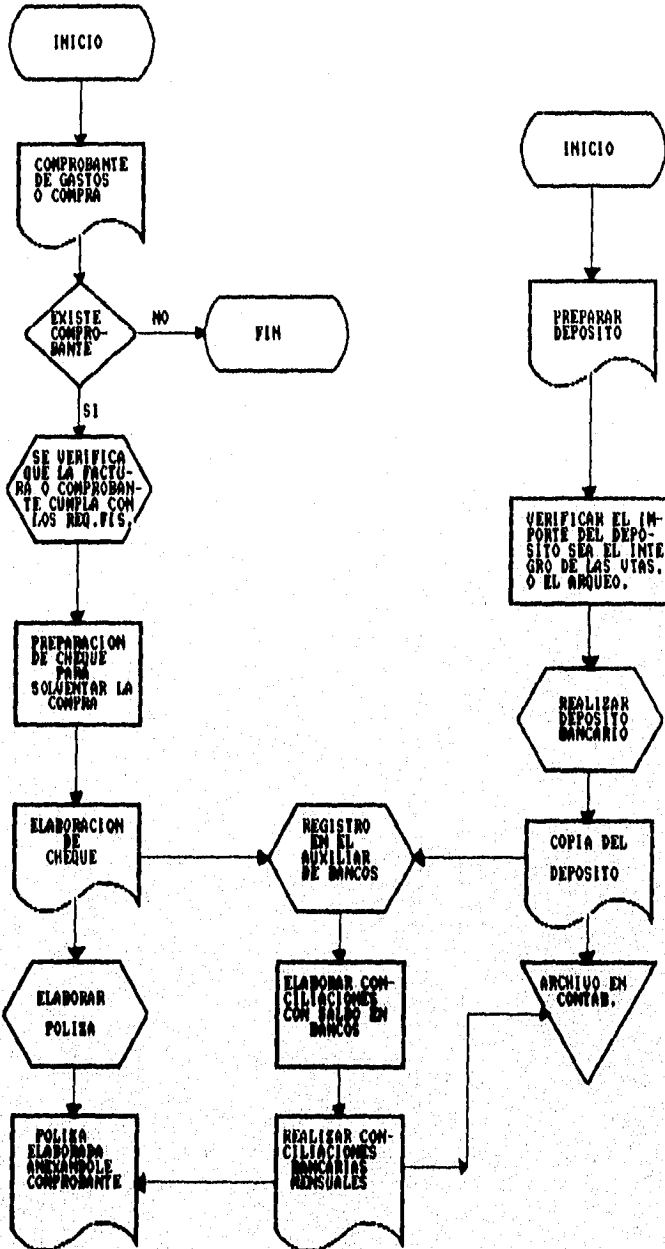 INICIO
COMPROBANTE
DE GASTOS
O COMPRA
EXISTE
COMPRO-
BANTE
NO
FIN
SI
SE VERIFICA
QUE LA FACTU-
RA O COMPROBAN-
TE CUMPLA CON
LOS REQ.FIS.
PREPARACION
DE CHEQUE
PARA
SOLVENTAR LA
COMPRA
ELABORACION
DE
CHEQUE
ELABORAR
POLIZA
POLIZA
ELABORADA
ANEXANDOLE
COMPROBANTE
REGISTRO
EN EL
AUXILIAR
DE BANCOS
ELABORAR CON-
CILIACIONES
CON SALDO EN
BANCOS
REALIZAR CON-
CILIACIONES
BANCARIAS
MENSUALES
INICIO
PREPARAR
DEPOSITO
VERIFICAR EL IM-
PORTE DEL DEPO-
SITO SEA EL INTE
GRO DE LAS VTAS.
O EL ARQUEO.
REALIZAR
DEPOSITO
BANCARIO
COPIA DEL
DEPOSITO
ARCHIVO EN
CONTAB.